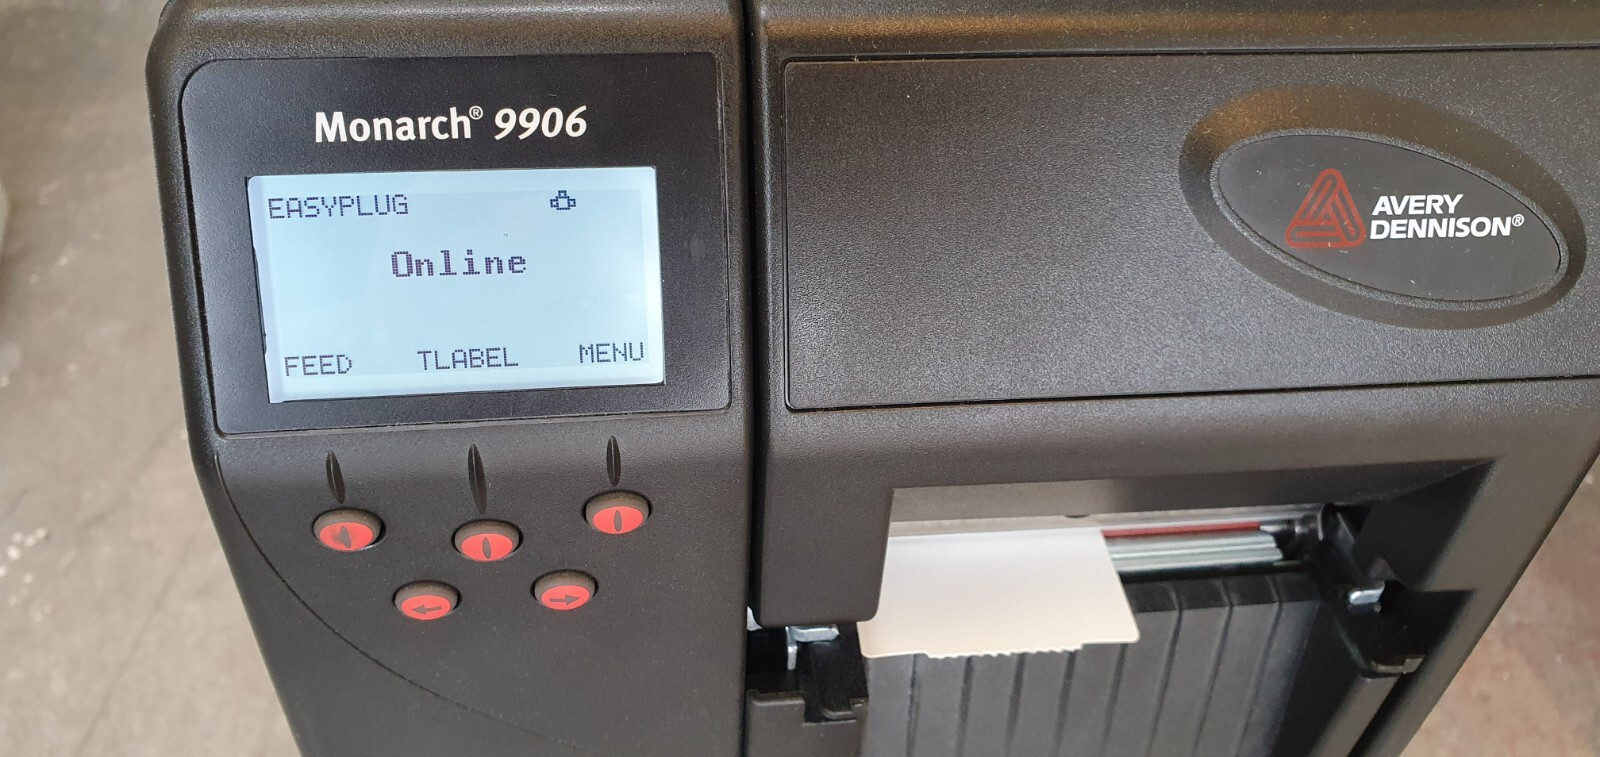 Monarch® 9906
EASYPLUG
Online
FEED TLABEL MENU
AVERY
DENNISON®